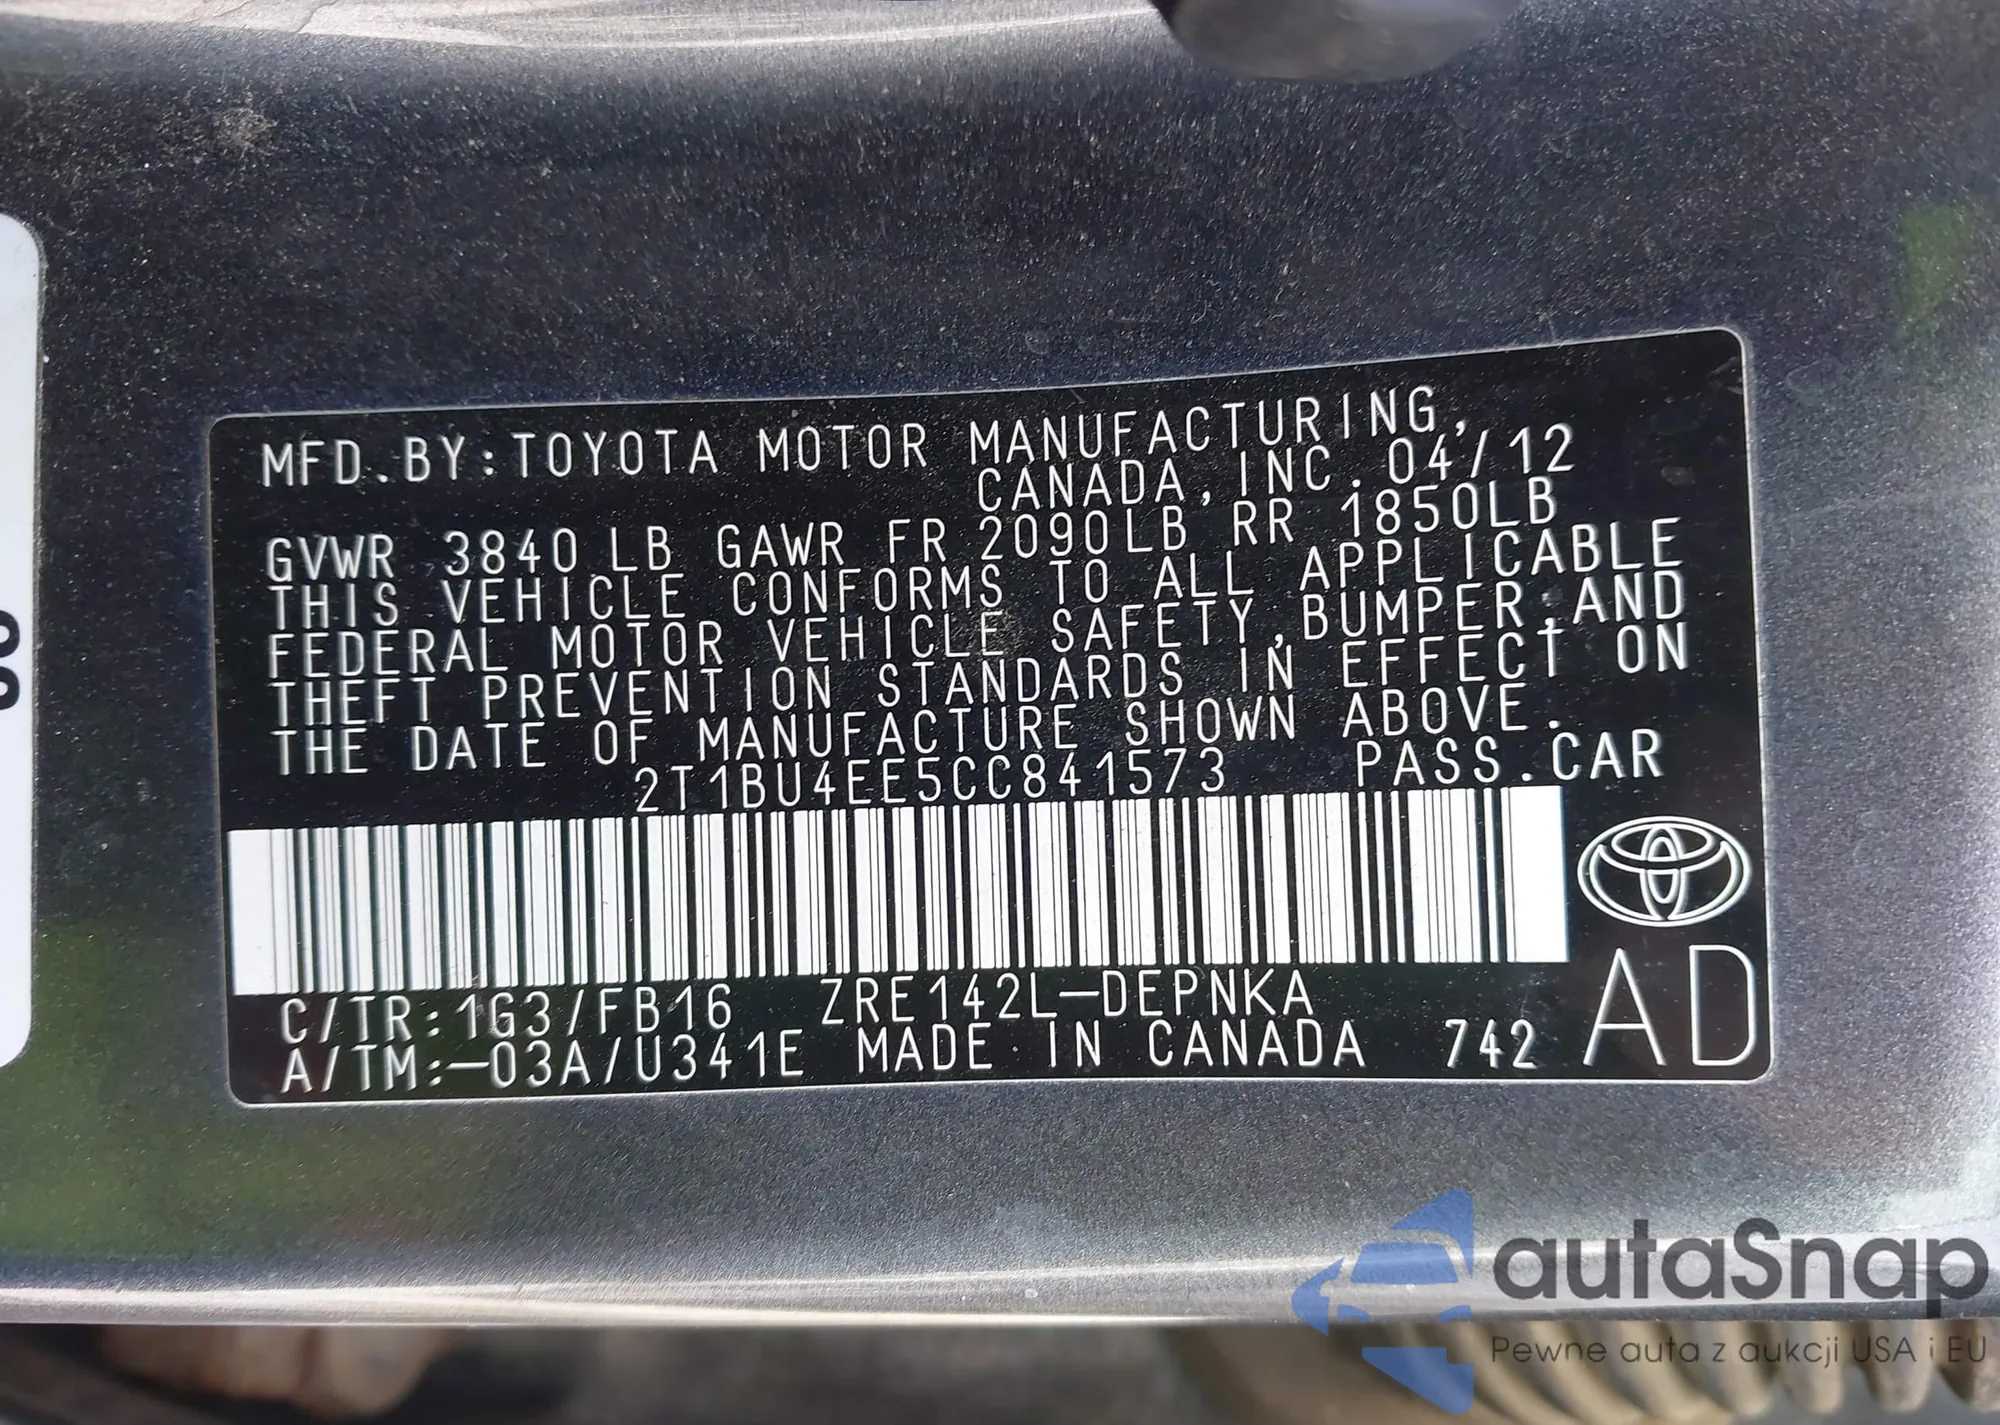 MFD.BY:TOYOTA MOTOR MANUFACTURING,
CANADA,INC.04/12
GVWR 3840LB GAWR FR 2090LB RR 1850LB
THIS VEHICLE CONFORMS TO ALL APPLICABLE
FEDERAL MOTOR VEHICLE SAFETY,BUMPER,AND
THEFT PREVENTION STANDARDS IN EFFECT ON
THE DATE OF MANUFACTURE SHOWN ABOVE.
2T1BU4EE5CC841573 PASS.CAR
C/TR:1G3/FB16 ZRE142L-DEPNKA
A/TM:-03A/U341E MADE IN CANADA 742 AD
autaSnap
Pewne auta z aukcji USA i EU